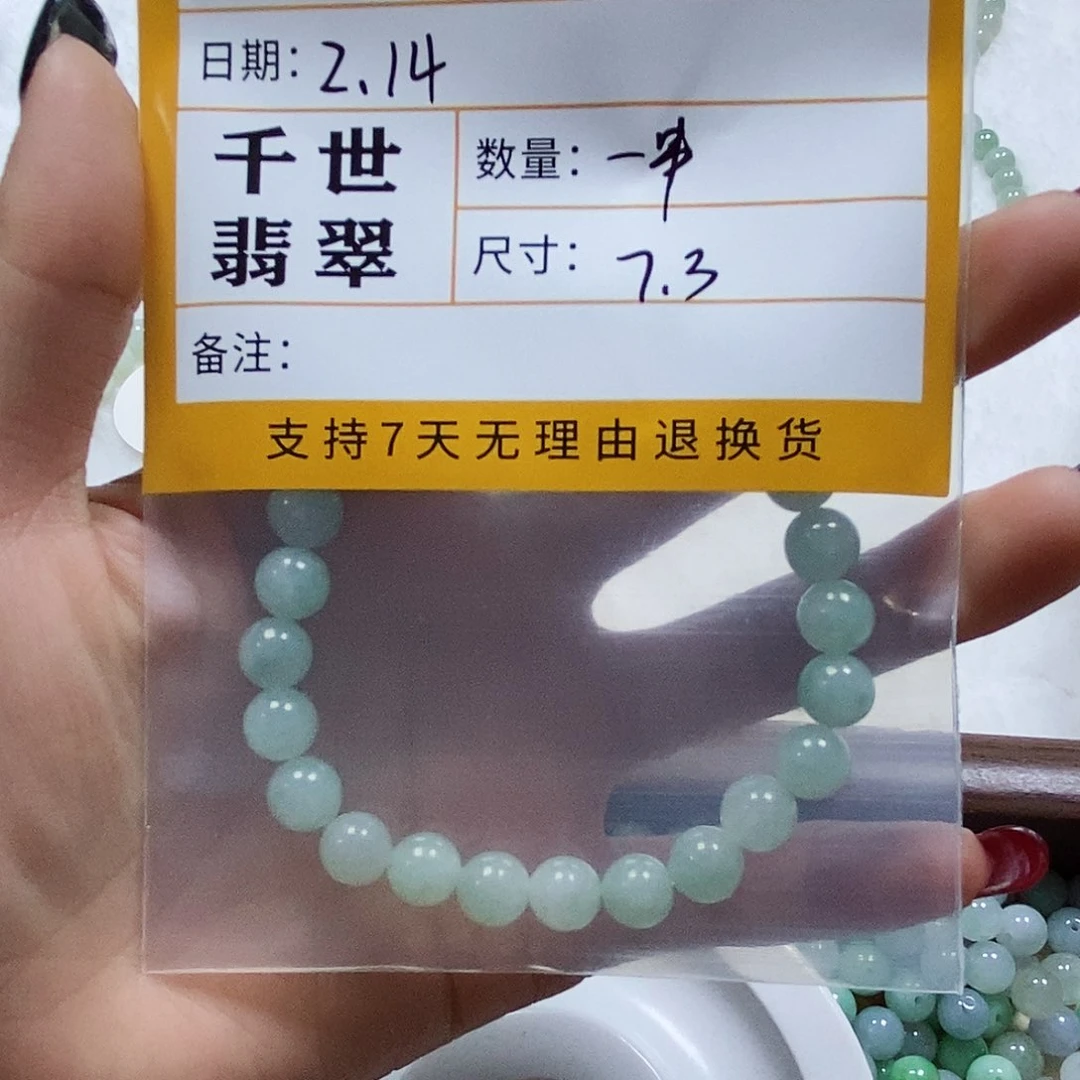 日期：2.14
千世
翡翠
数量：一串
尺寸：7.3
备注：
支持7天无理由退换货